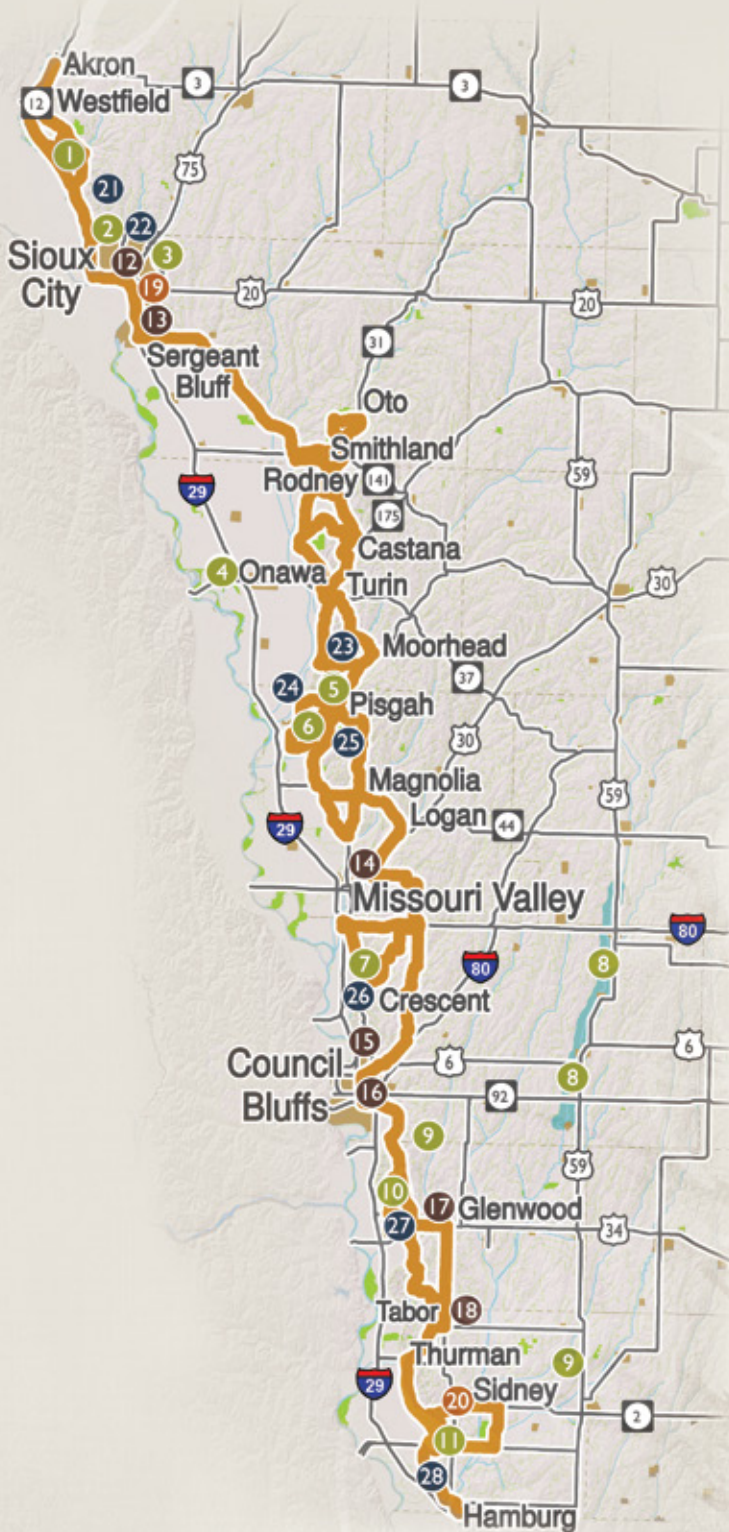 Akron
3
3
12
Westfield
1
75
21
2
22
Sioux
City
12
3
19
20
20
13
Sergeant
Bluff
31
Oto
Smithland
Rodney
141
59
29
175
Castana
4
Onawa
Turin
30
23
Moorhead
24
5
37
Pisgah
6
25
30
Magnolia
59
Logan
29
44
14
Missouri Valley
80
7
80
8
26
Crescent
15
6
6
Council
Bluffs
8
16
92
9
59
10
17
Glenwood
27
34
Tabor
18
Thurman
9
29
20
Sidney
2
11
28
Hamburg